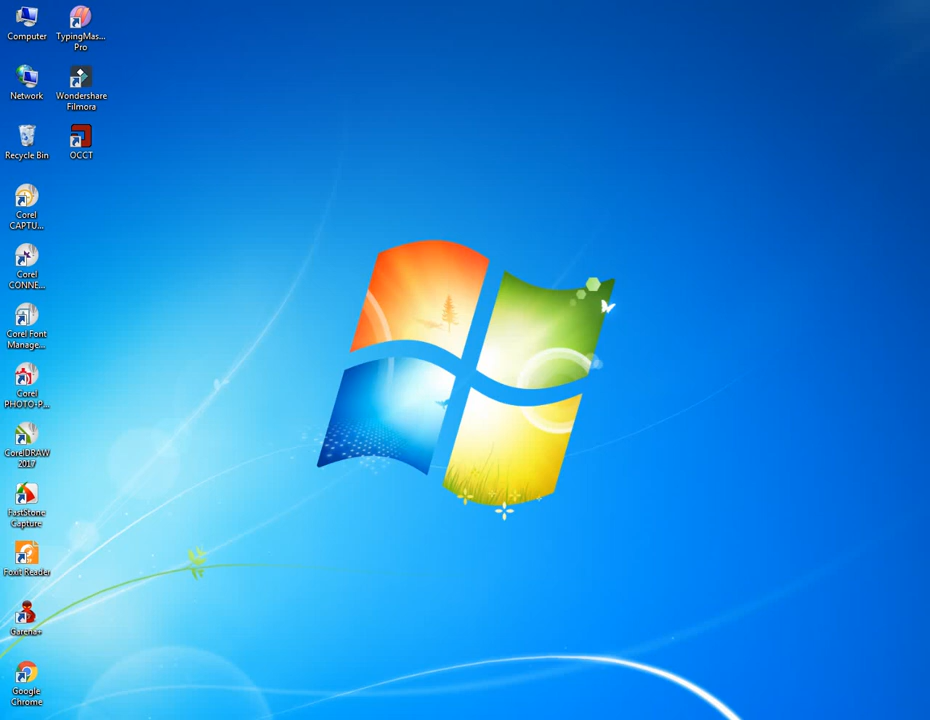 Computer
Network
Recycle Bin
Corel
CAPTU...
Corel
CONNE...
Corel Font
Manage...
Corel
PHOTO-P...
CorelDRAW
2017
FastStone
Capture
Foxit Reader
Garena+
Google
Chrome
TypingMas...
Pro
Wondershare
Filmora
OCCT